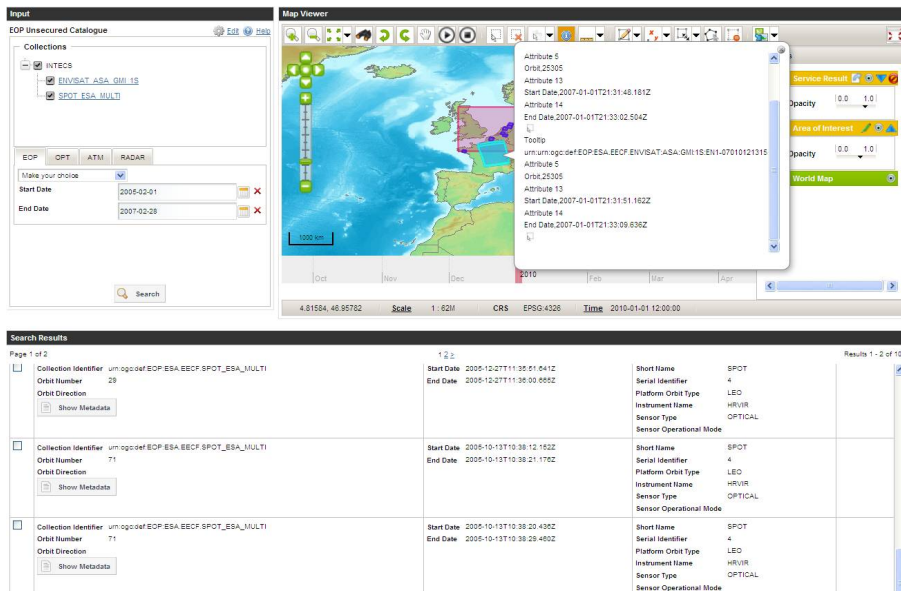 Input
EOP Unsecured Catalogue Edit Help
Collections
INTECS
ENVISAT_ASA_GMI_1S
SPOT_ESA_MULTI
EOP OPT ATM RADAR
Make your choice
Start Date 2005-02-01
End Date 2007-02-28
Search
Map Viewer
Attribute 5
Orbit,25305
Attribute 13
Start Date,2007-01-01T21:31:48.181Z
Attribute 14
End Date,2007-01-01T21:33:02.504Z
Tooltip
urn:urn:ogc:def:EOP:ESA.EECF.ENVISAT:ASA:GMI:1S:EN1-07010121315
Attribute 5
Orbit,25305
Attribute 13
Start Date,2007-01-01T21:31:51.162Z
Attribute 14
End Date,2007-01-01T21:33:09.636Z
Service Result
Opacity 0.0 1.0
Area of Interest
Opacity 0.0 1.0
World Map
1000 km
Oct Nov Dec 2010 Feb Mar Apr
4.81584, 46.95782 Scale 1 : 62M CRS EPSG:4326 Time 2010-01-01 12:00:00
Search Results
Page 1 of 2 1 2 > Results 1 - 2 of 10
Collection Identifier urn:ogc:def:EOP:ESA.EECF.SPOT_ESA_MULTI Start Date 2005-12-27T11:35:51.641Z Short Name SPOT
Orbit Number 29 End Date 2005-12-27T11:36:00.665Z Serial Identifier 4
Orbit Direction Platform Orbit Type LEO
Show Metadata Instrument Name HRVIR
Sensor Type OPTICAL
Sensor Operational Mode
Collection Identifier urn:ogc:def:EOP:ESA.EECF.SPOT_ESA_MULTI Start Date 2005-10-13T10:38:12.152Z Short Name SPOT
Orbit Number 71 End Date 2005-10-13T10:38:21.176Z Serial Identifier 4
Orbit Direction Platform Orbit Type LEO
Show Metadata Instrument Name HRVIR
Sensor Type OPTICAL
Sensor Operational Mode
Collection Identifier urn:ogc:def:EOP:ESA.EECF.SPOT_ESA_MULTI Start Date 2005-10-13T10:38:20.436Z Short Name SPOT
Orbit Number 71 End Date 2005-10-13T10:38:29.460Z Serial Identifier 4
Orbit Direction Platform Orbit Type LEO
Show Metadata Instrument Name HRVIR
Sensor Type OPTICAL
Sensor Operational Mode